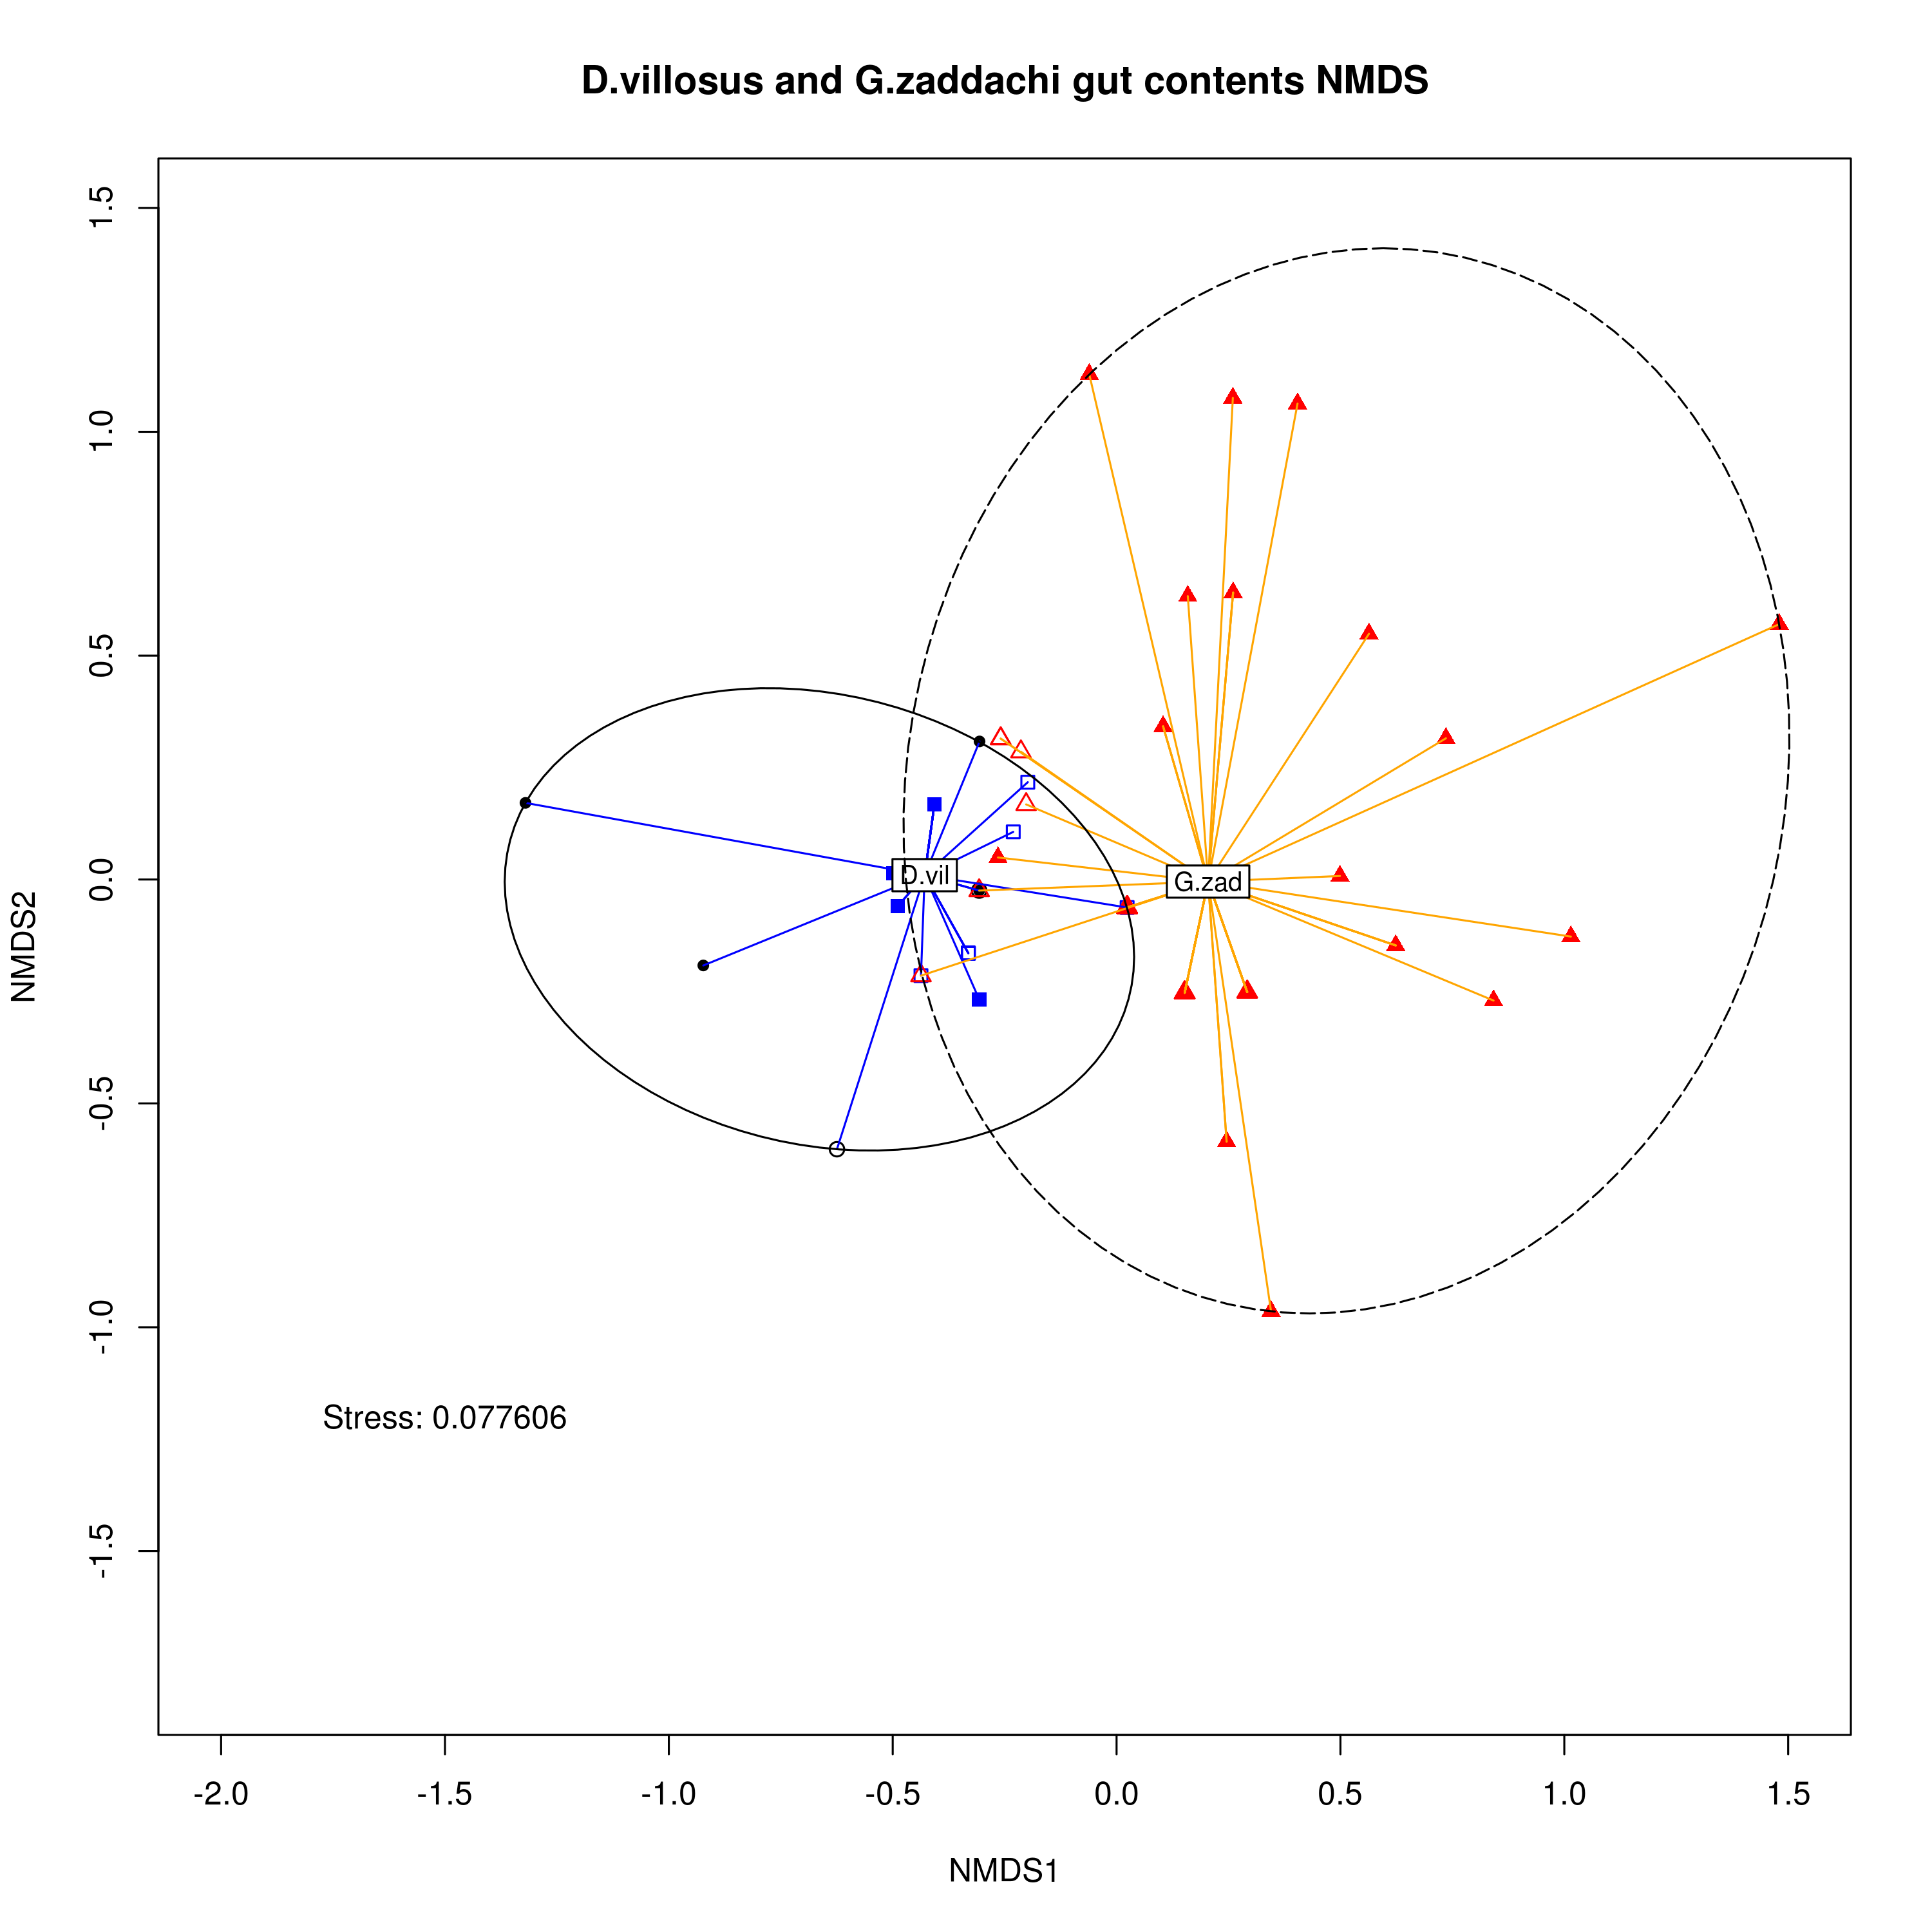 D.villosus and G.zaddachi gut contents NMDS
1.5
1.0
0.5
0.0
-0.5
-1.0
-1.5
NMDS2
D.vil
G.zad
Stress: 0.077606
-2.0 -1.5 -1.0 -0.5 0.0 0.5 1.0 1.5
NMDS1